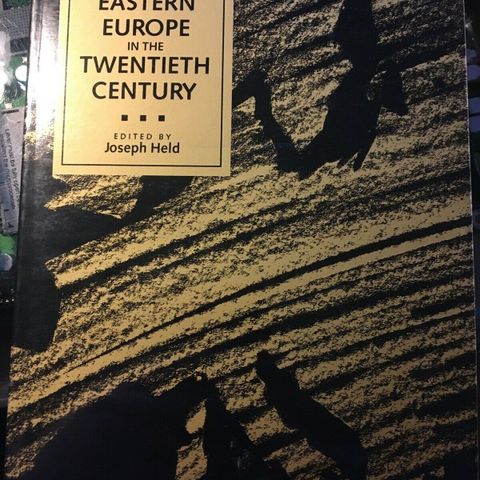 EASTERN
EUROPE
IN THE
TWENTIETH
CENTURY
EDITED BY
Joseph Held